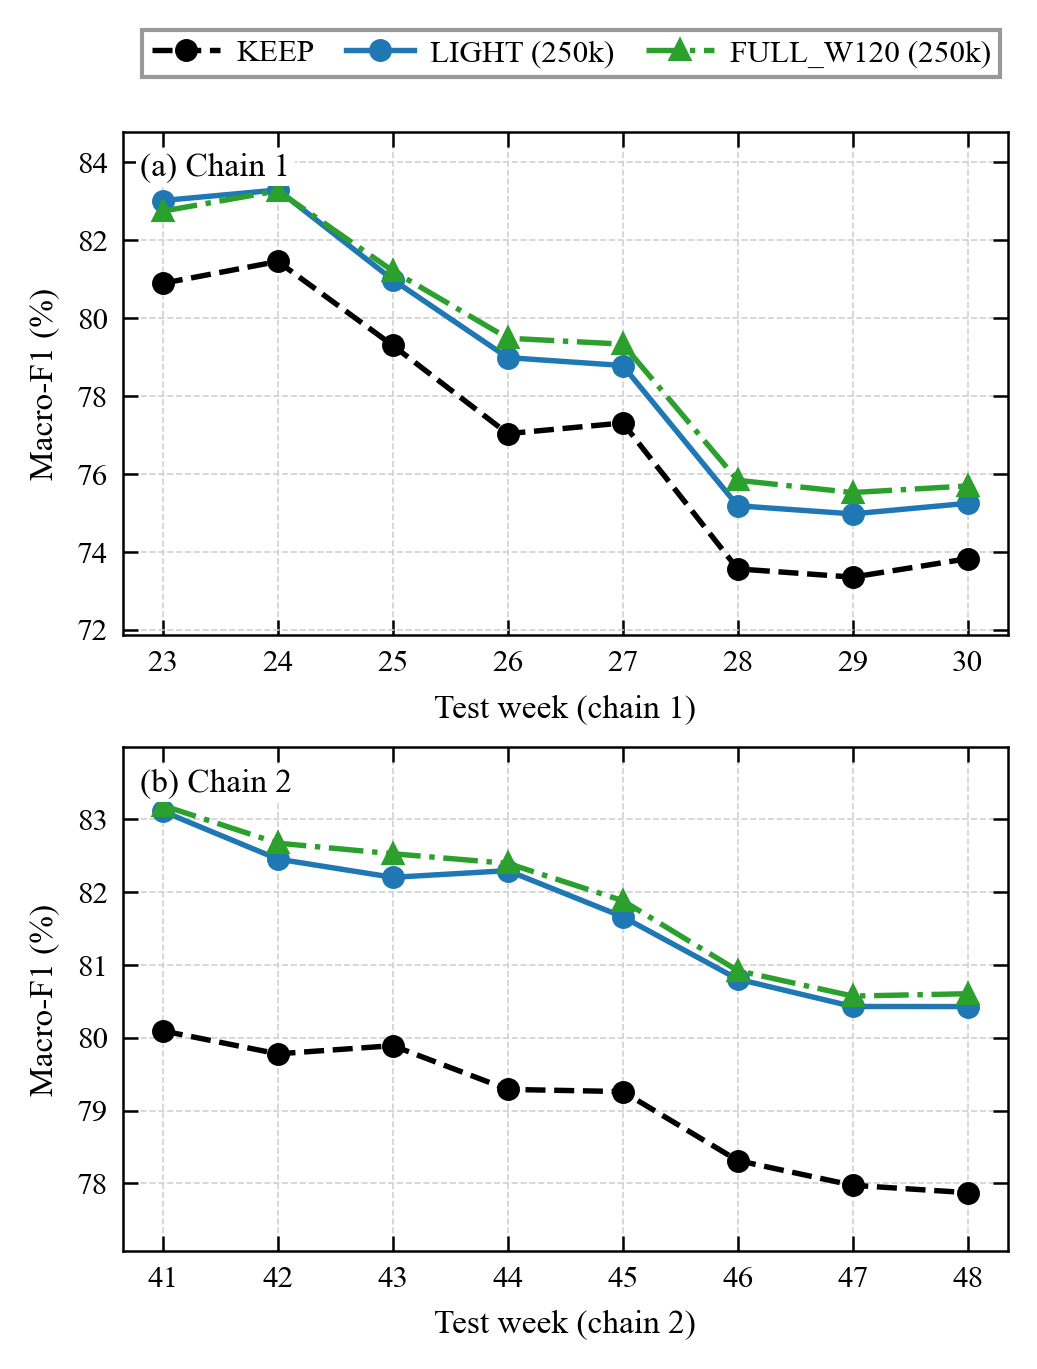 KEEP LIGHT (250k) FULL_W120 (250k)
(a) Chain 1
Macro-F1 (%)
84
82
80
78
76
74
72
23 24 25 26 27 28 29 30
Test week (chain 1)
(b) Chain 2
Macro-F1 (%)
83
82
81
80
79
78
41 42 43 44 45 46 47 48
Test week (chain 2)